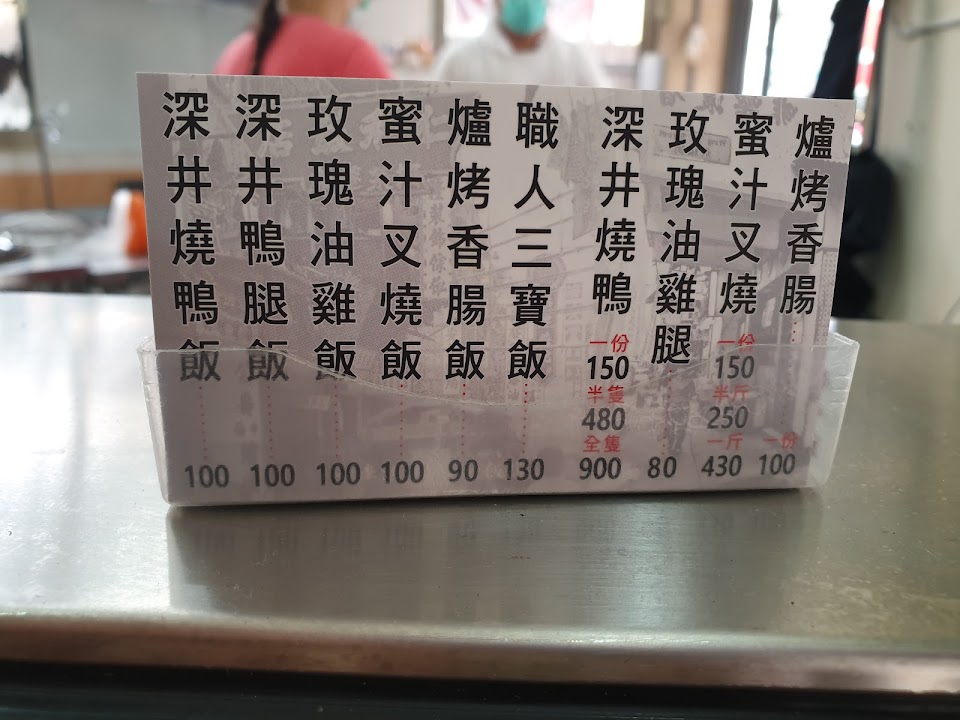 深井燒鴨飯 100
深井鴨腿飯 100
玫瑰油雞飯 100
蜜汁叉燒飯 100
爐烤香腸飯 90
職人三寶飯 130
深井燒鴨 一份 150 半隻 480 全隻 900
玫瑰油雞腿 80
蜜汁叉燒 一份 150 半斤 250 一斤 430
爐烤香腸 一份 100